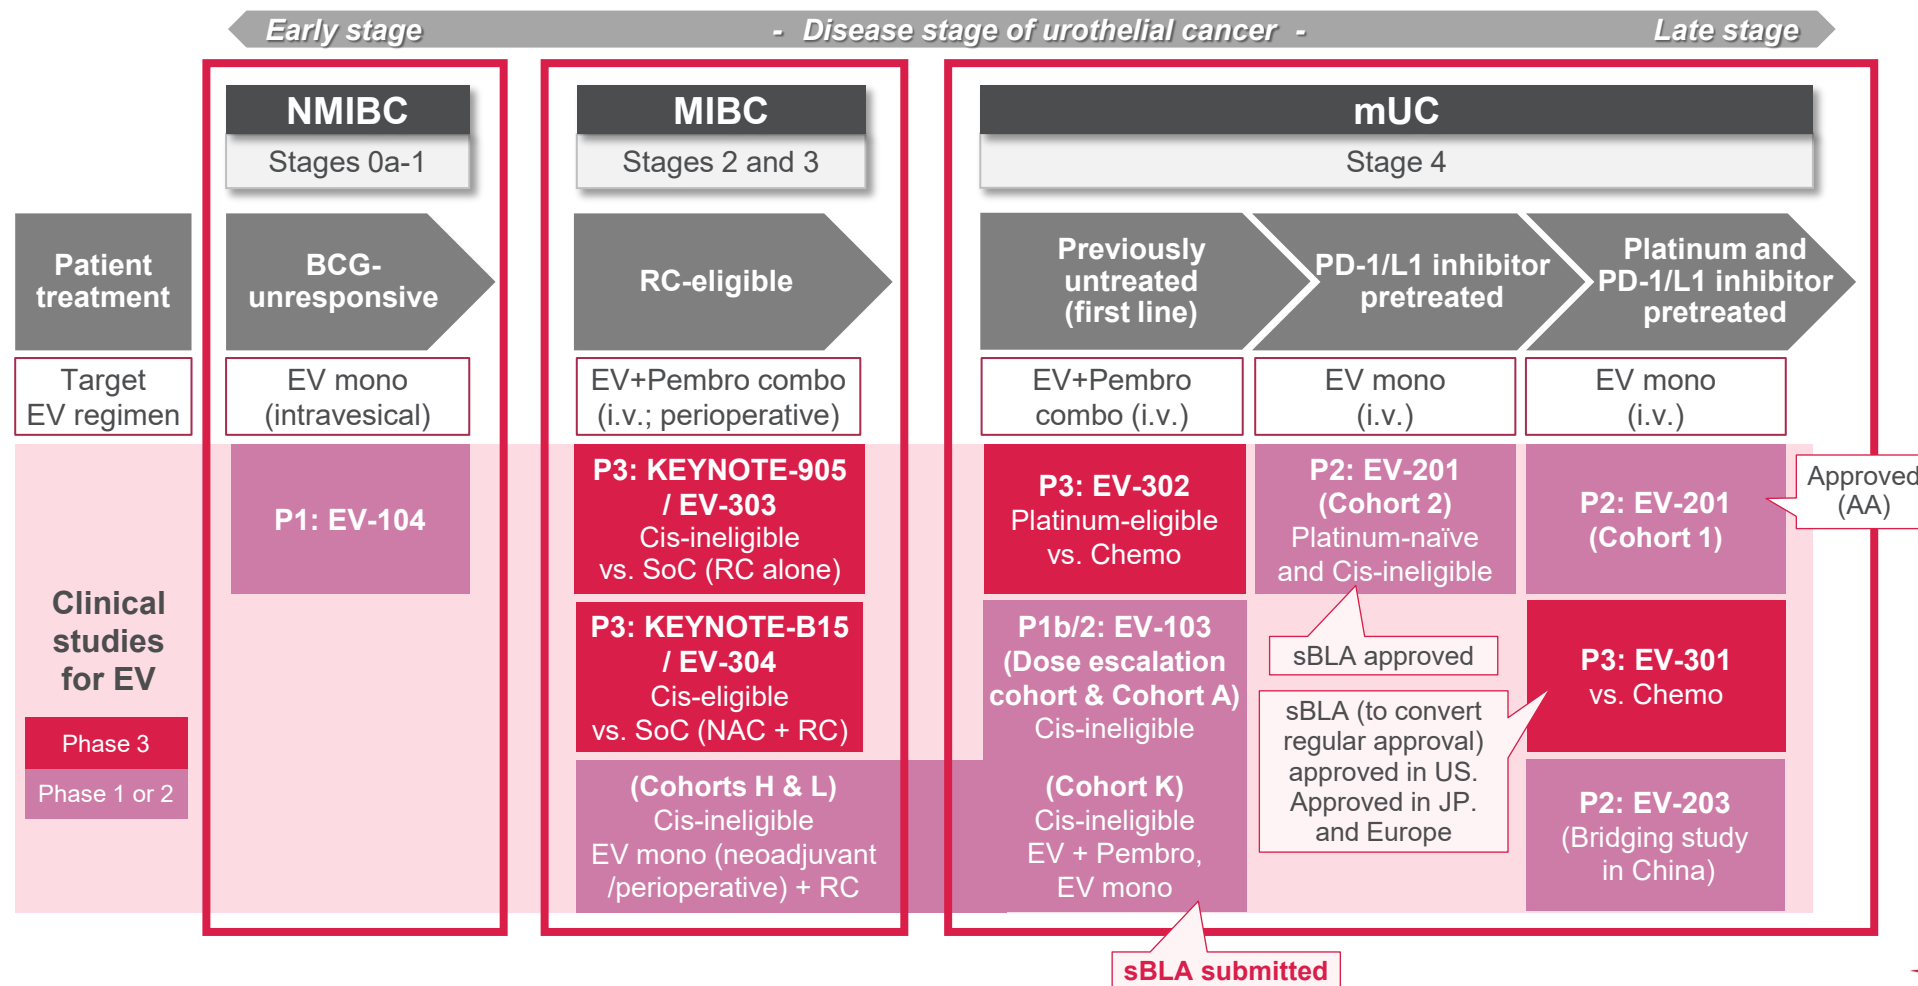 Early stage - Disease stage of urothelial cancer - Late stage
NMIBC
Stages 0a-1
MIBC
Stages 2 and 3
mUC
Stage 4
Patient
treatment
BCG-
unresponsive
RC-eligible
Previously
untreated
(first line)
PD-1/L1 inhibitor
pretreated
Platinum and
PD-1/L1 inhibitor
pretreated
Target
EV regimen
EV mono
(intravesical)
EV+Pembro combo
(i.v.; perioperative)
EV+Pembro
combo (i.v.)
EV mono
(i.v.)
EV mono
(i.v.)
Clinical
studies
for EV
Phase 3
Phase 1 or 2
P1: EV-104
P3: KEYNOTE-905
/ EV-303
Cis-ineligible
vs. SoC (RC alone)
P3: KEYNOTE-B15
/ EV-304
Cis-eligible
vs. SoC (NAC + RC)
(Cohorts H & L)
Cis-ineligible
EV mono (neoadjuvant
/perioperative) + RC
P3: EV-302
Platinum-eligible
vs. Chemo
P1b/2: EV-103
(Dose escalation
cohort & Cohort A)
Cis-ineligible
(Cohort K)
Cis-ineligible
EV + Pembro,
EV mono
sBLA submitted
P2: EV-201
(Cohort 2)
Platinum-naïve
and Cis-ineligible
sBLA approved
sBLA (to convert
regular approval)
approved in US.
Approved in JP.
and Europe
P2: EV-201
(Cohort 1)
Approved
(AA)
P3: EV-301
vs. Chemo
P2: EV-203
(Bridging study
in China)